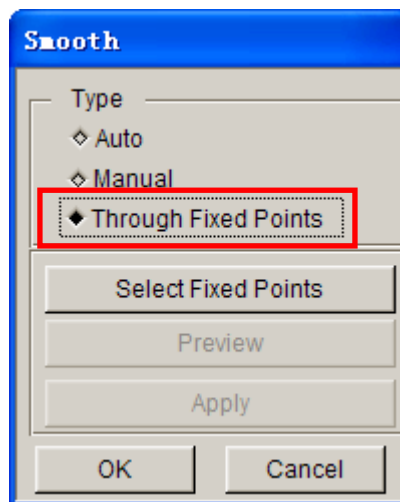 Smooth
Type
Auto
Manual
Through Fixed Points
Select Fixed Points
Preview
Apply
OK Cancel